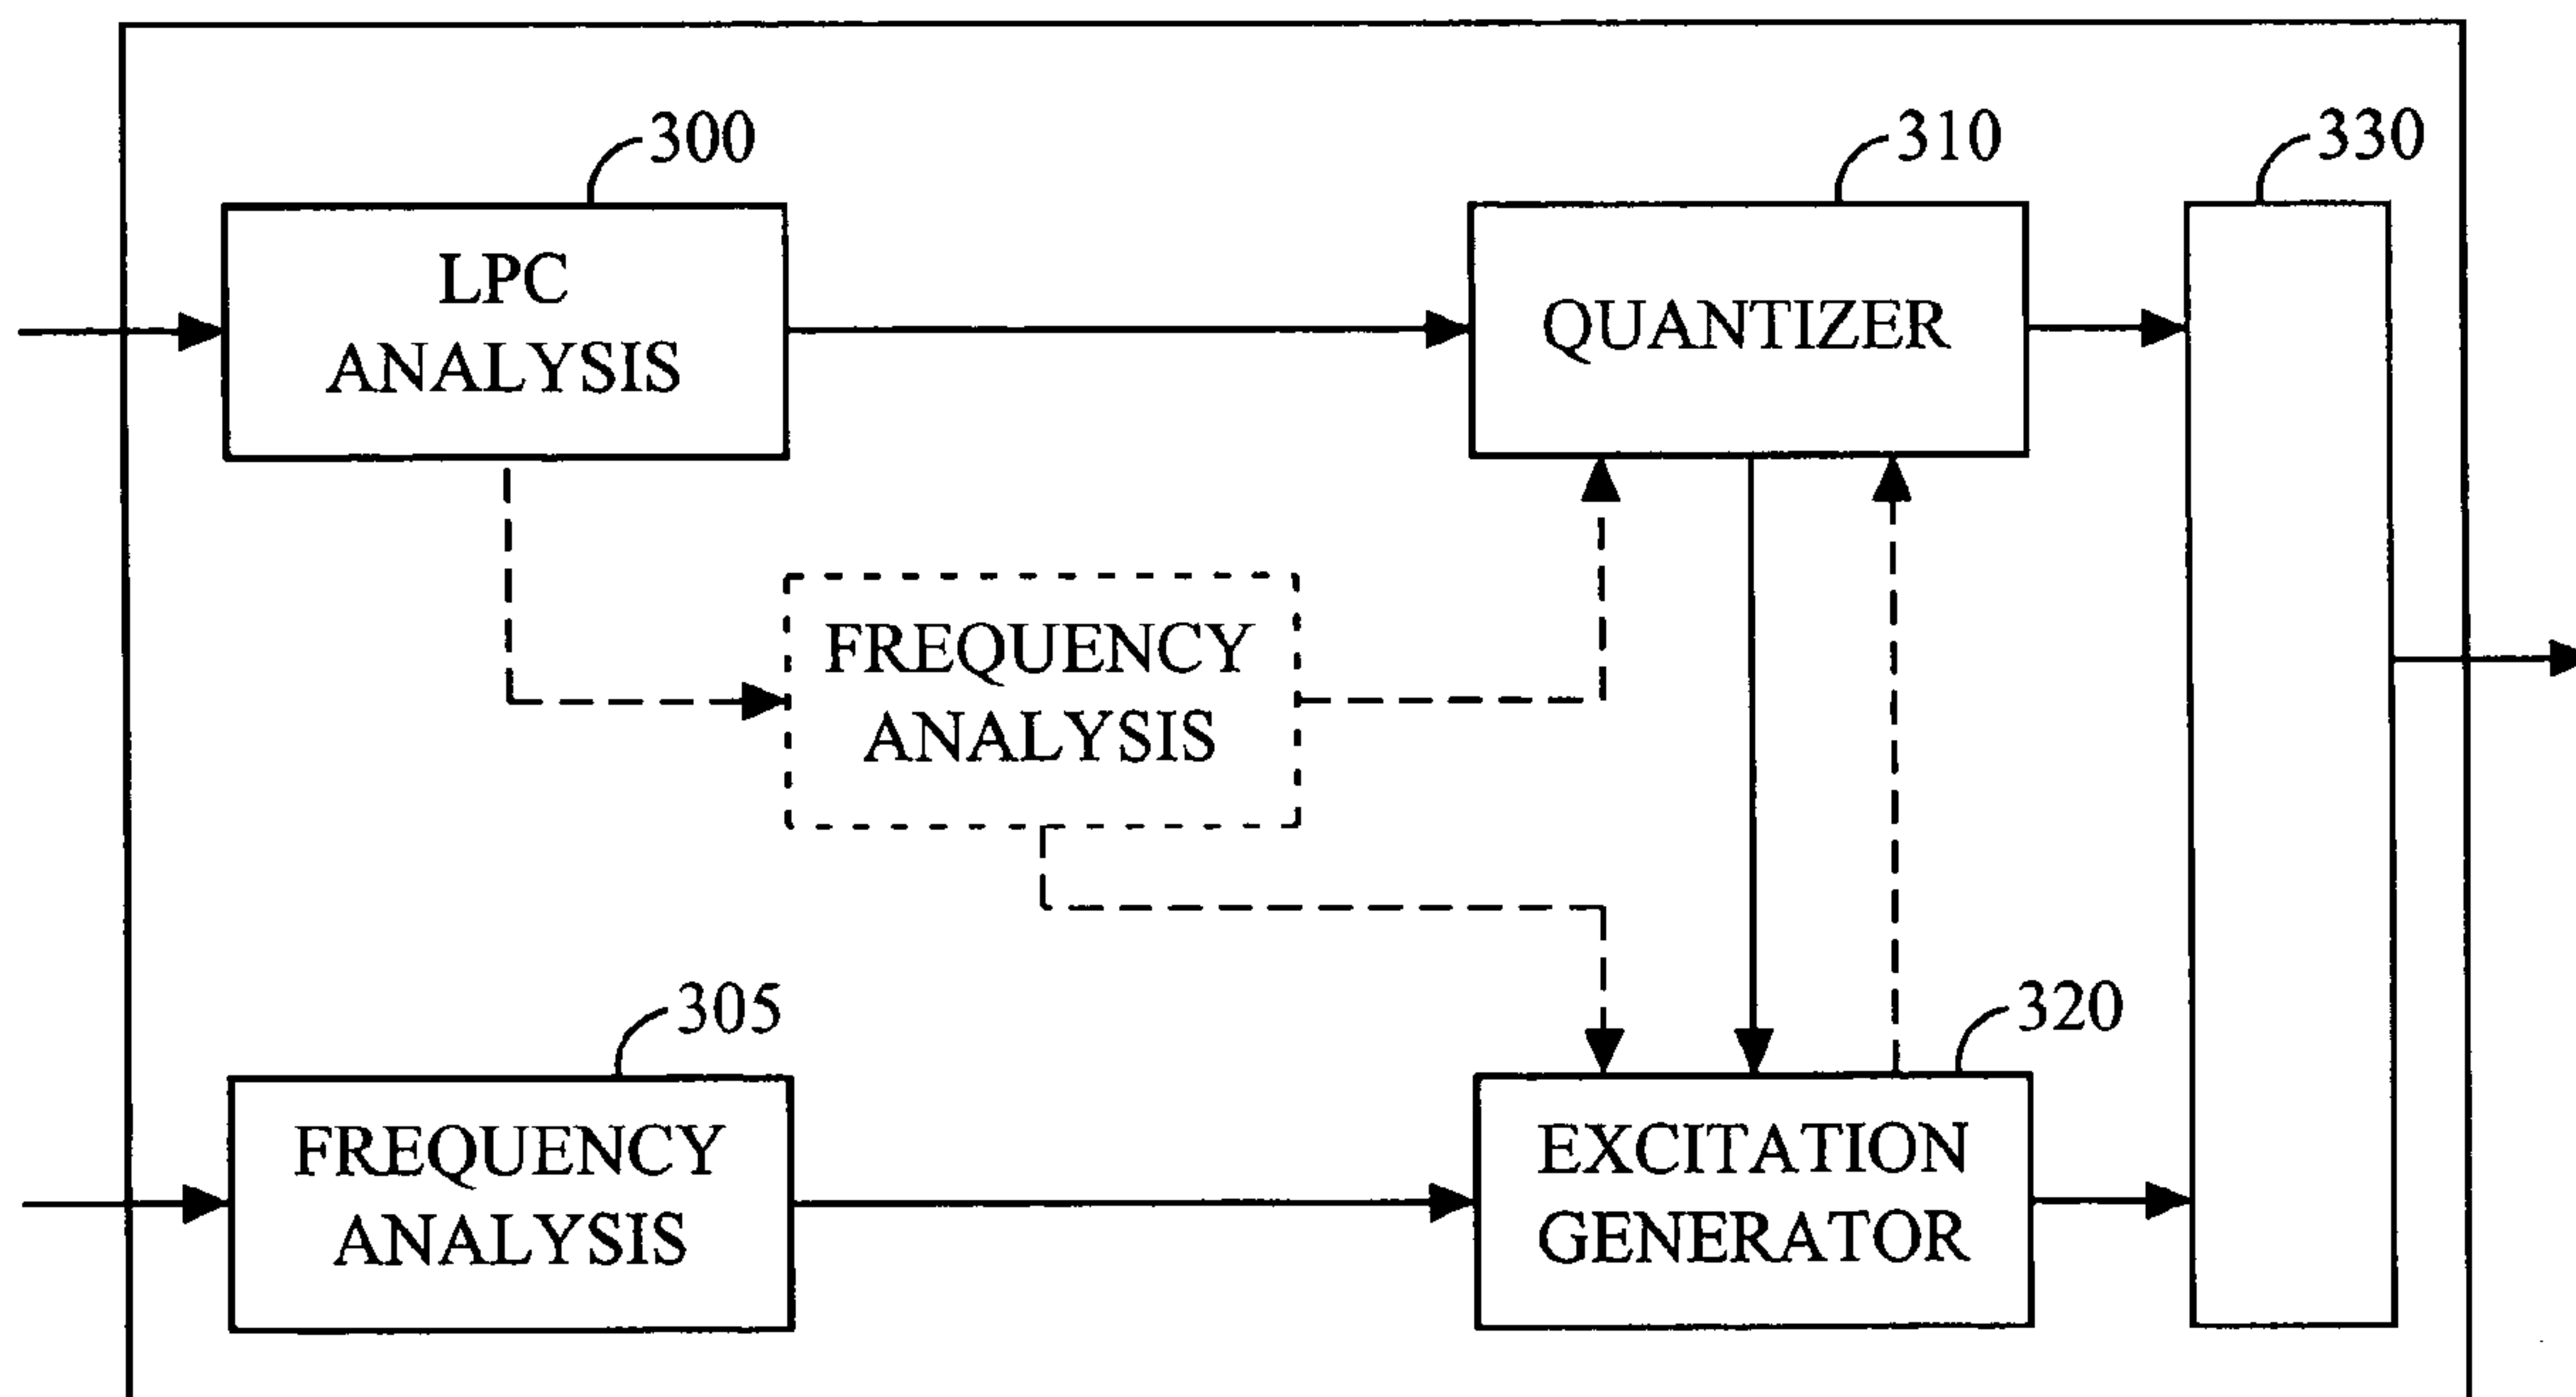 300
310
330
LPC
ANALYSIS
QUANTIZER
FREQUENCY
ANALYSIS
305
320
FREQUENCY
ANALYSIS
EXCITATION
GENERATOR